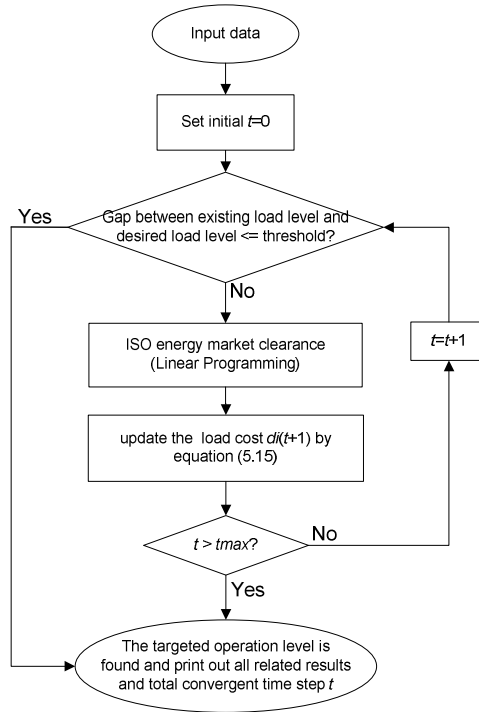 Input data
Set initial t=0
Yes
Gap between existing load level and
desired load level <= threshold?
No
ISO energy market clearance
(Linear Programming)
t=t+1
update the load cost di(t+1) by
equation (5.15)
t > tmax?
No
Yes
The targeted operation level is
found and print out all related results
and total convergent time step t